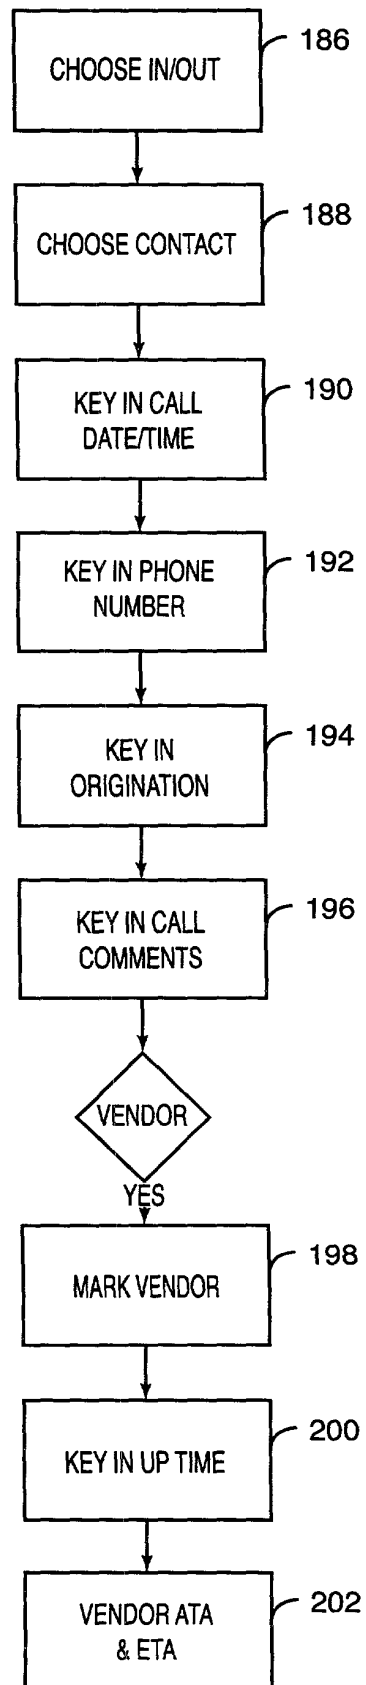 CHOOSE IN/OUT
186
CHOOSE CONTACT
188
KEY IN CALL
DATE/TIME
190
KEY IN PHONE
NUMBER
192
KEY IN
ORIGINATION
194
KEY IN CALL
COMMENTS
196
VENDOR
YES
MARK VENDOR
198
KEY IN UP TIME
200
VENDOR ATA
& ETA
202